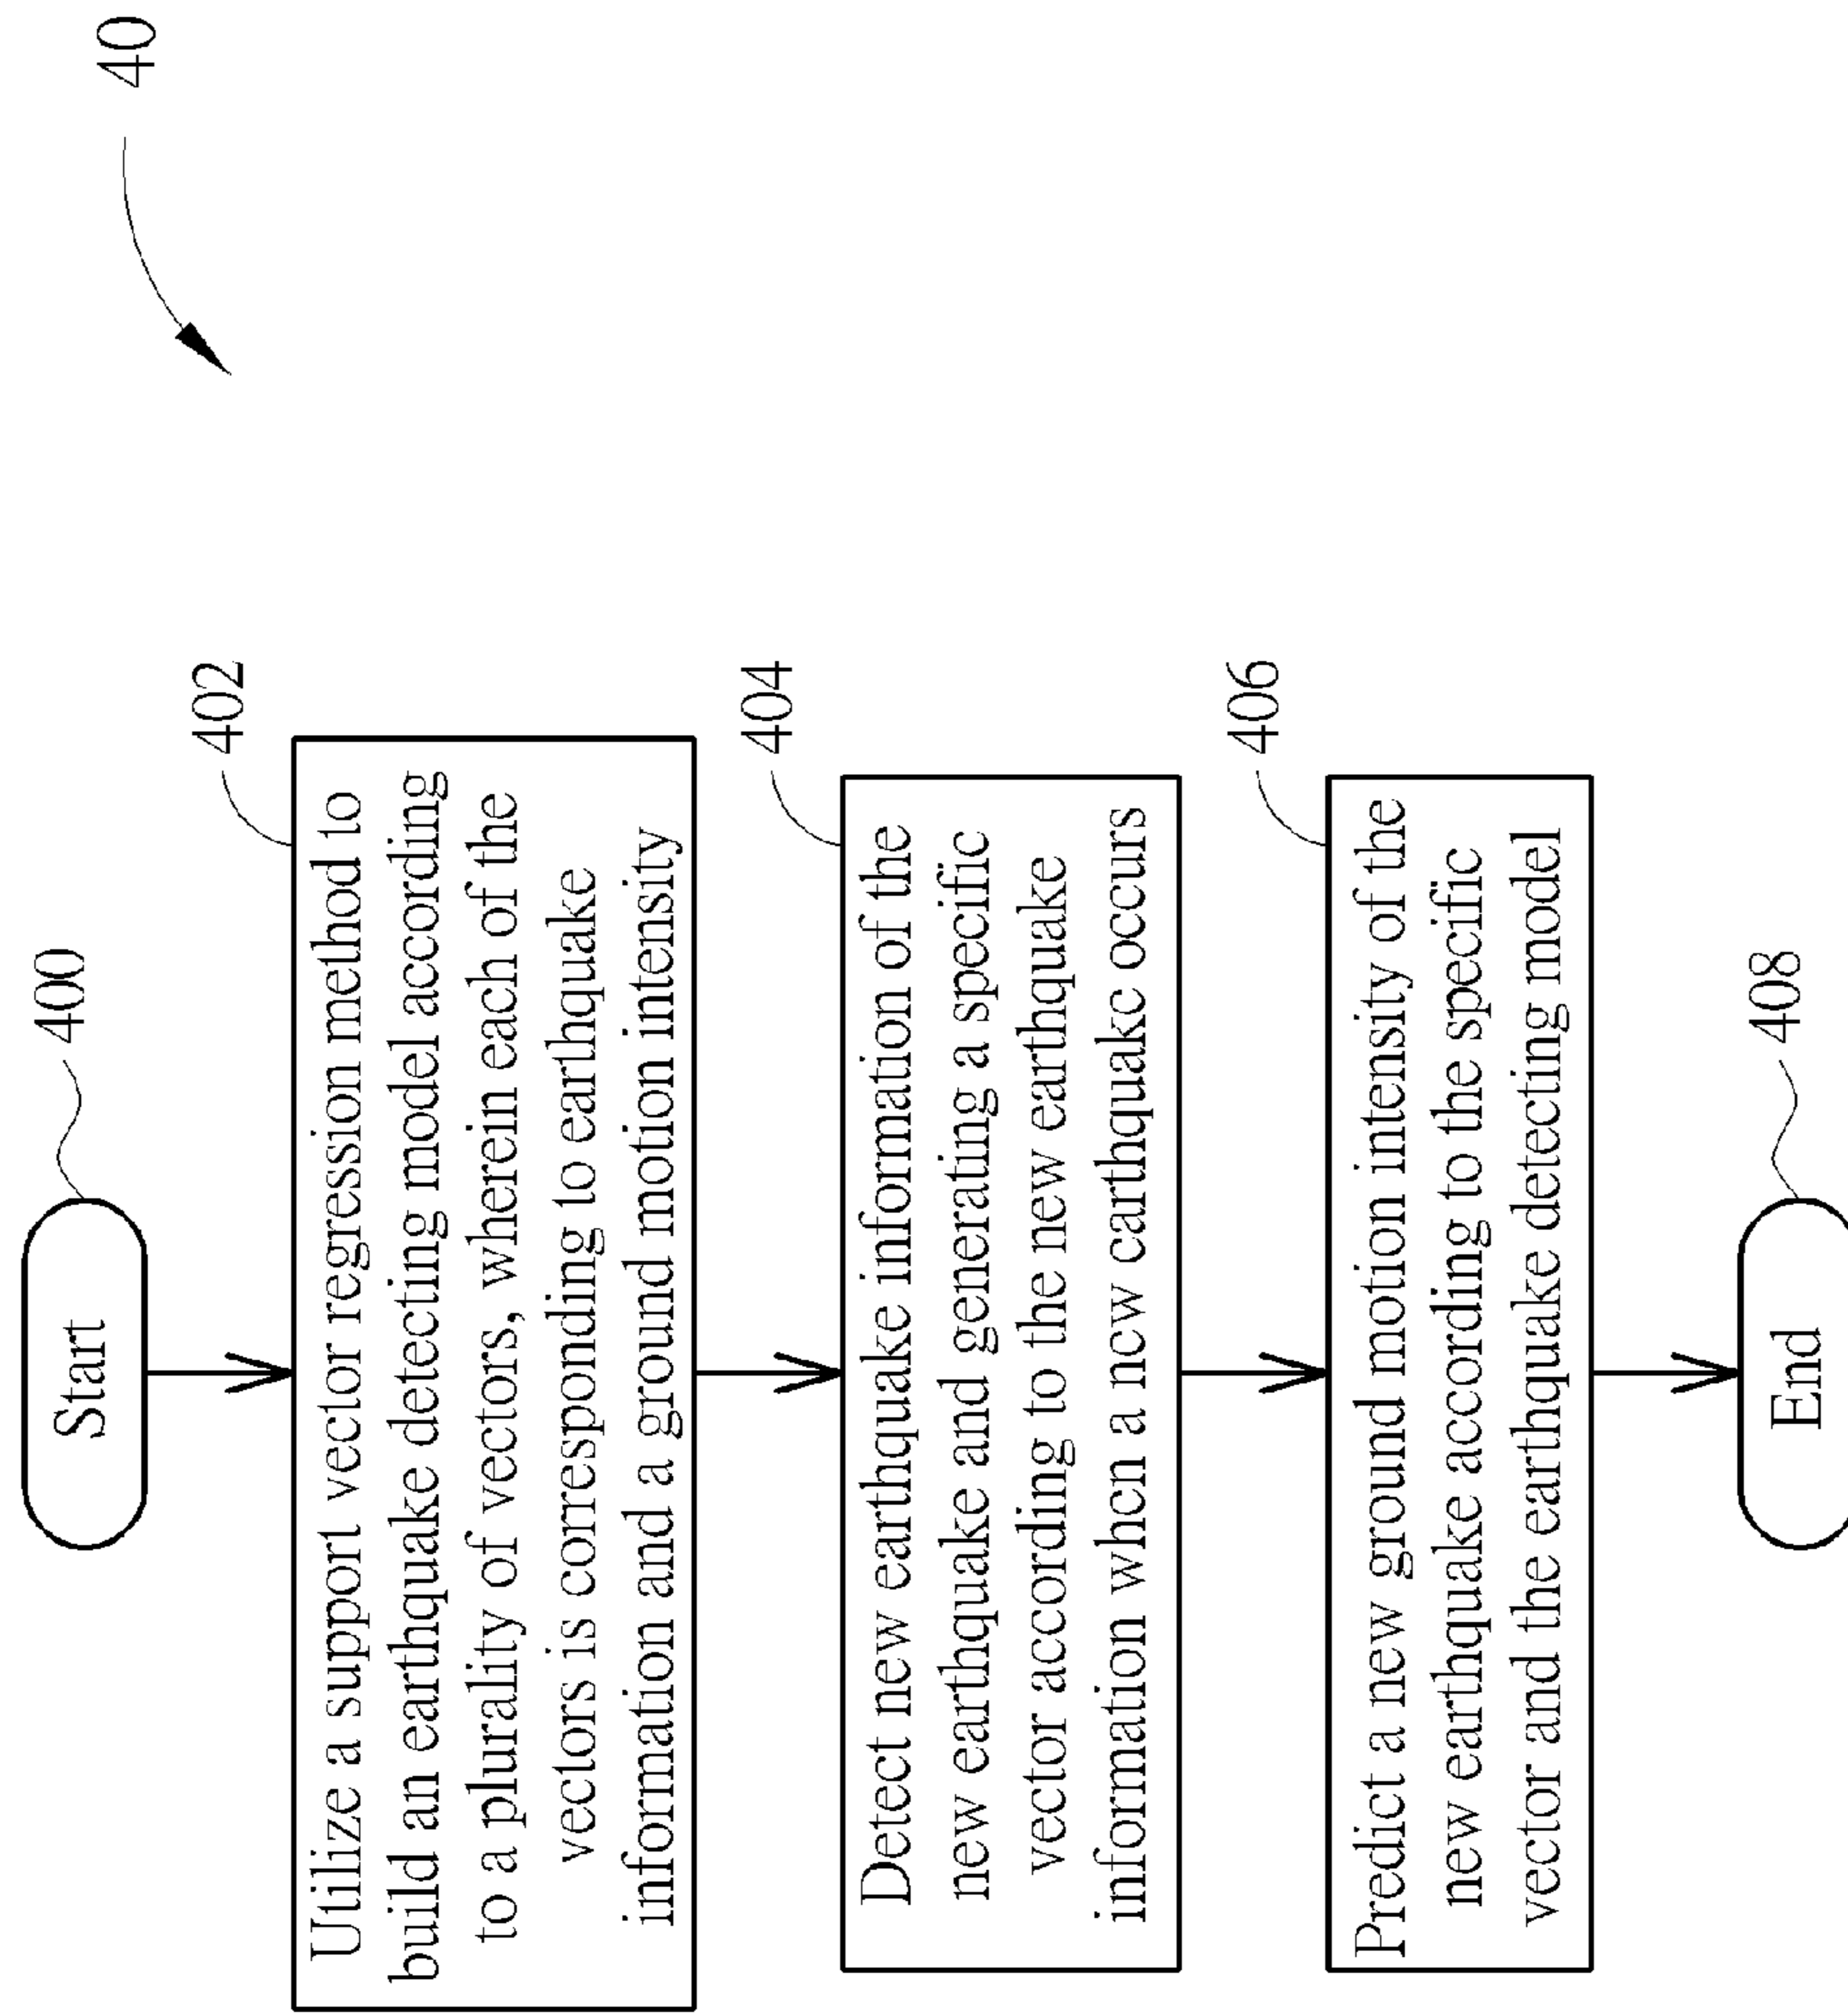 40
Start
400
402
Utilize a support vector regression method to
build an earthquake detecting model according
to a plurality of vectors, wherein each of the
vectors is corresponding to earthquake
information and a ground motion intensity
404
Detect new earthquake information of the
new earthquake and generating a specific
vector according to the new earthquake
information when a new earthquake occurs
406
Predict a new ground motion intensity of the
new earthquake according to the specific
vector and the earthquake detecting model
408
End